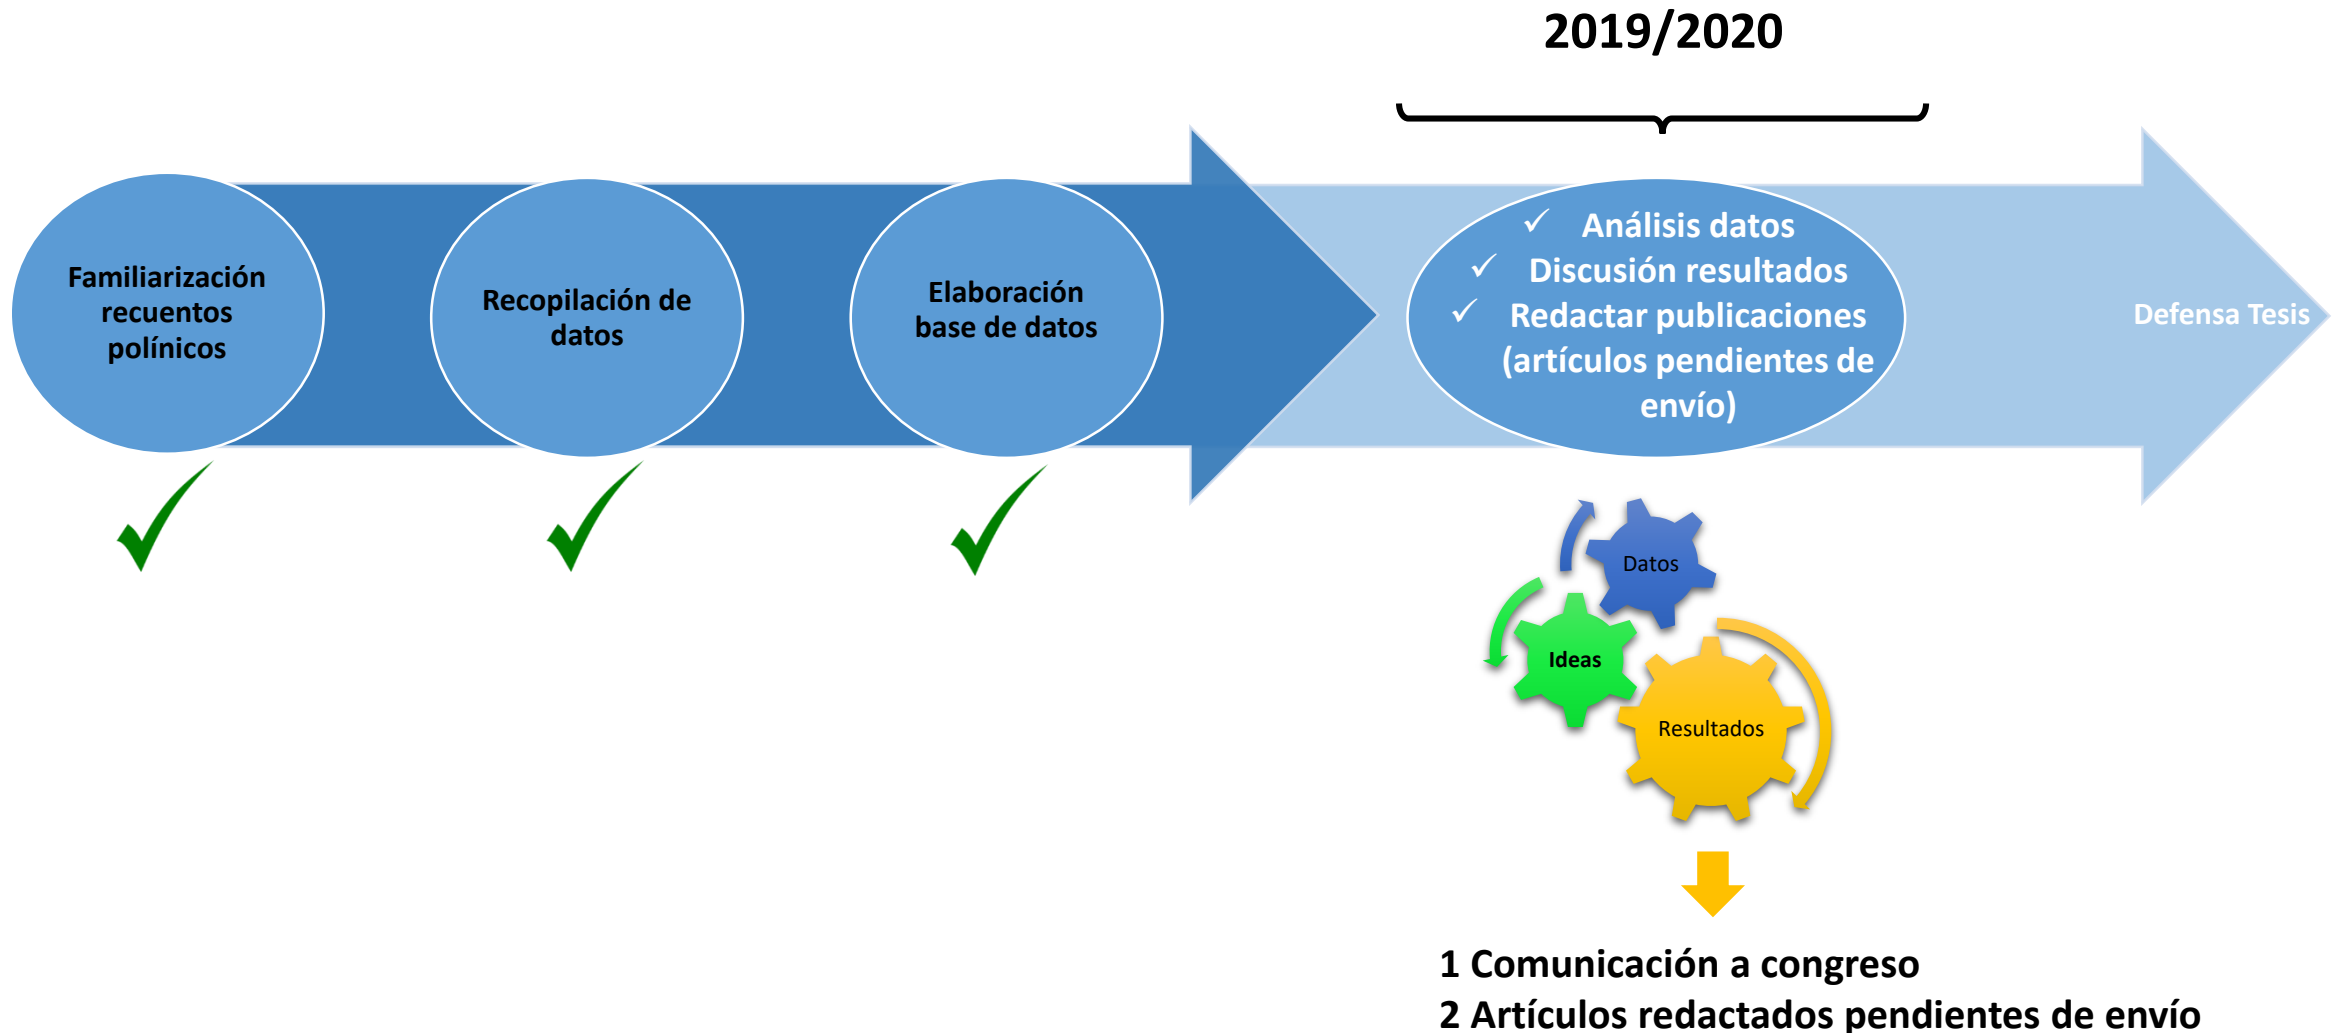 2019/2020
Familiarización
recuentos
polínicos
Recopilación de
datos
Elaboración
base de datos
✓ Análisis datos
✓ Discusión resultados
✓ Redactar publicaciones
(artículos pendientes de
envío)
Defensa Tesis
Datos
Ideas
Resultados
1 Comunicación a congreso
2 Artículos redactados pendientes de envío